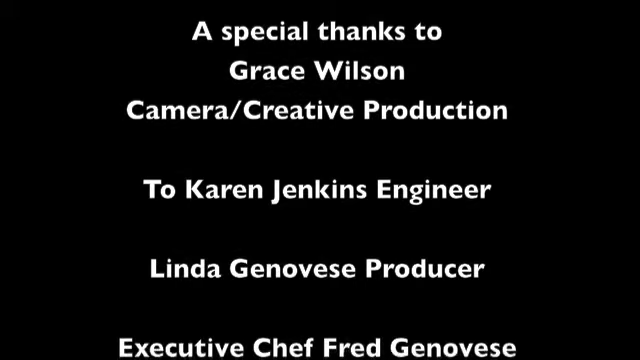 A special thanks to
Grace Wilson
Camera/Creative Production
To Karen Jenkins Engineer
Linda Genovese Producer
Executive Chef Fred Genovese